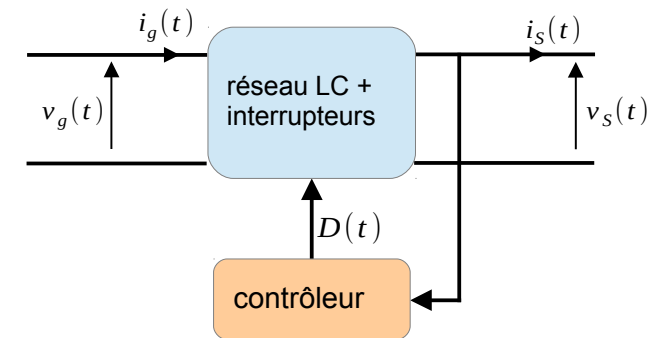 i_g(t)
i_S(t)
réseau LC +
interrupteurs
v_g(t)
v_S(t)
D(t)
contrôleur